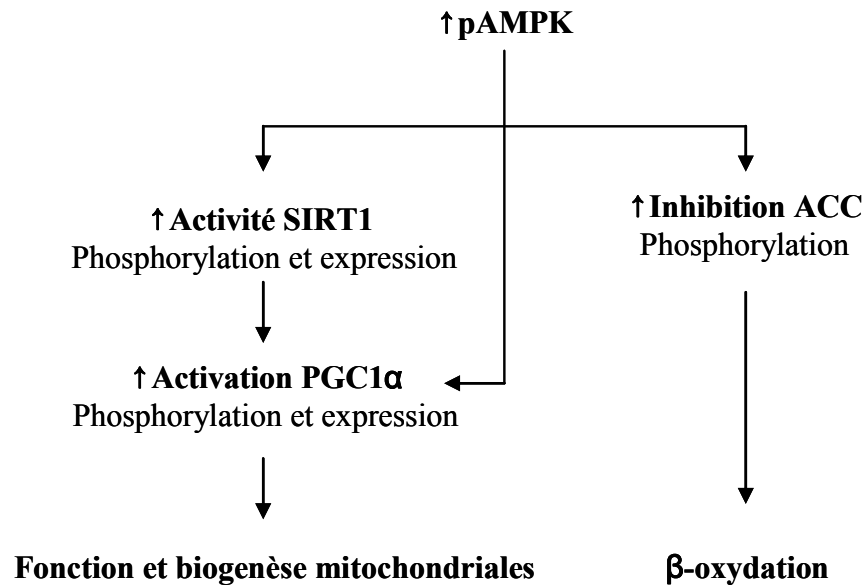 ↑pAMPK
↑Activité SIRT1
Phosphorylation et expression
↑Inhibition ACC
Phosphorylation
↑Activation PGC1α
Phosphorylation et expression
Fonction et biogenèse mitochondriales
β-oxydation